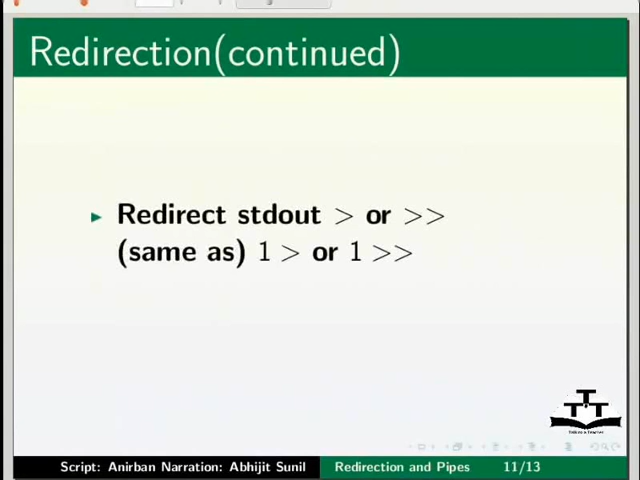 Redirection(continued)
Redirect stdout > or >>
(same as) 1 > or 1 >>
TTT
Script: Anirban Narration: Abhijit Sunil Redirection and Pipes 11/13